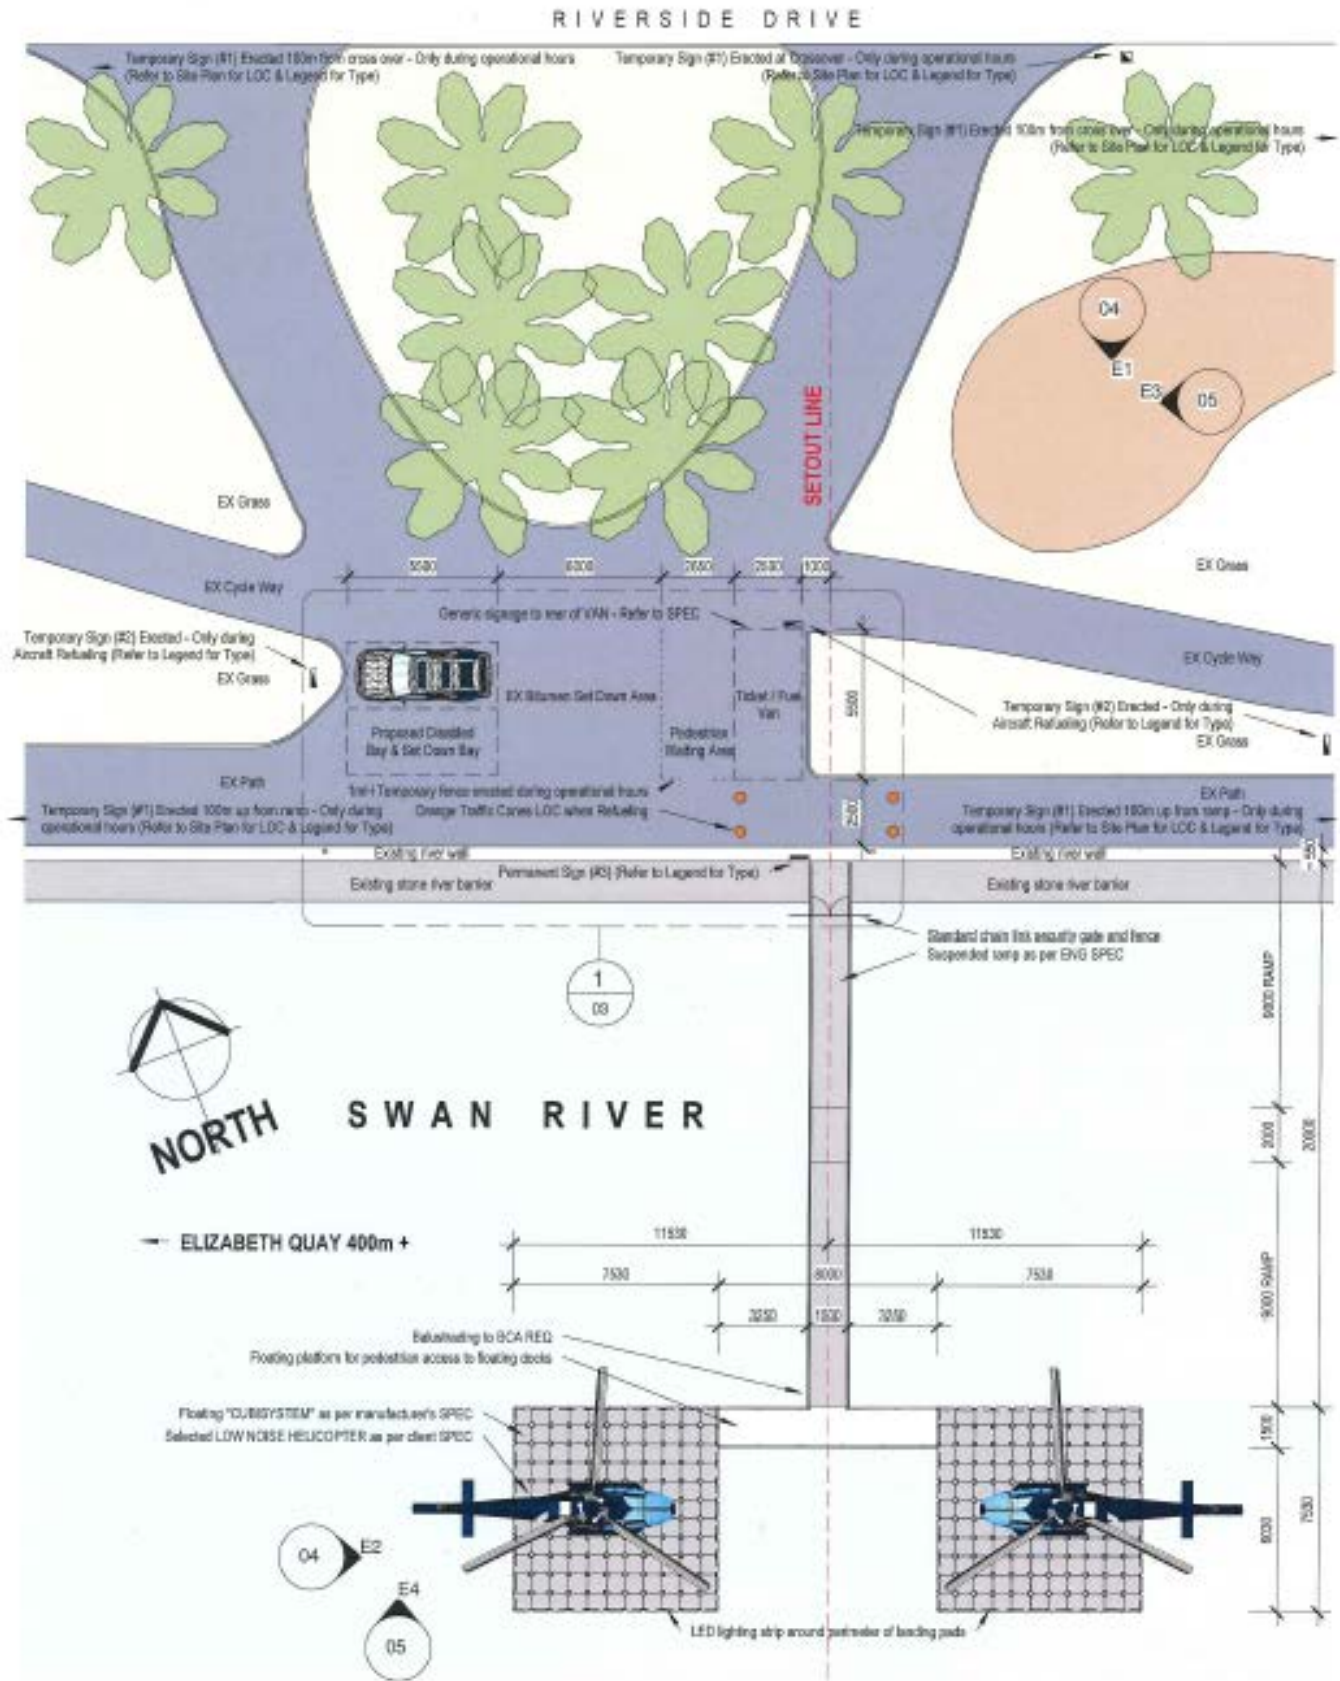 RIVERSIDE DRIVE
Temporary Sign (#1) Erected 100m from cross over - Only during operational hours
(Refer to Site Plan for LOC & Legend for Type)
Temporary Sign (#1) Erected at Crossover - Only during operational hours
(Refer to Site Plan for LOC & Legend for Type)
Temporary Sign (#1) Erected 100m from cross over - Only during operational hours
(Refer to Site Plan for LOC & Legend for Type)
04
E1
E3
05
SETOUT LINE
EX Grass
EX Grass
5500
6000
2500
1000
EX Cycle Way
Generic signage to rear of VAN - Refer to SPEC
Temporary Sign (#2) Erected - Only during
Aircraft Refueling (Refer to Legend for Type)
EX Grass
EX Cycle Way
EX Bitumen Set Down Area
Ticket / Fuel
Van
5500
Temporary Sign (#2) Erected - Only during
Aircraft Refueling (Refer to Legend for Type)
EX Grass
Proposed Disabled
Bay & Set Down Bay
Pedestrian
Waiting Area
EX Path
1m H Temporary fence erected during operational hours
EX Path
Temporary Sign (#1) Erected 100m up from ramp - Only during
operational hours (Refer to Site Plan for LOC & Legend for Type)
Orange Traffic Cones LOC when Refueling
2500
Temporary Sign (#1) Erected 100m up from ramp - Only during
operational hours (Refer to Site Plan for LOC & Legend for Type)
Existing river wall
Existing river wall
550
Existing stone river barrier
Permanent Sign (#3) (Refer to Legend for Type)
Existing stone river barrier
Standard chain link security gate and fence
Suspended ramp as per ENG SPEC
1
03
9000 RAMP
NORTH
SWAN RIVER
2000
ELIZABETH QUAY 400m +
11530
11530
7530
8000
7530
9000 RAMP
3250
1500
3250
Balustrading to BCA REQ
Floating platform for pedestrian access to floating docks
Floating "CUBISYSTEM" as per manufacturer's SPEC
Selected LOW NOISE HELICOPTER as per client SPEC
1500
7530
6030
04
E2
E4
05
LED lighting strip around perimeter of landing pads